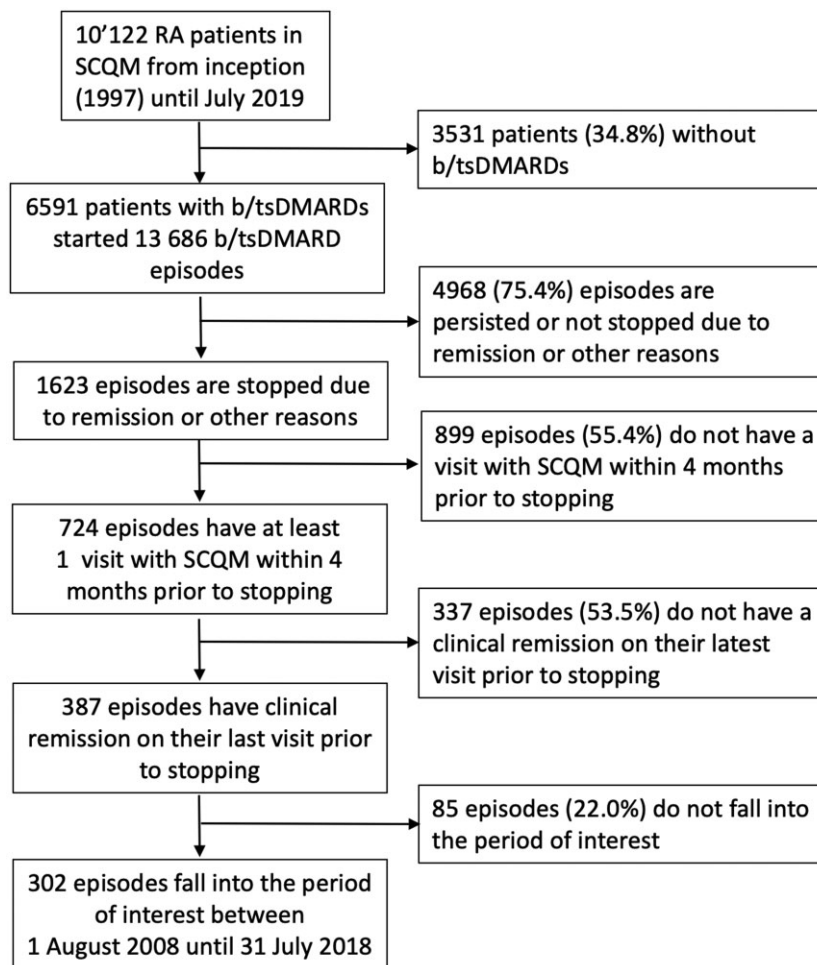 10’122 RA patients in
SCQM from inception
(1997) until July 2019
3531 patients (34.8%) without
b/tsDMARDs
6591 patients with b/tsDMARDs
started 13 686 b/tsDMARD
episodes
4968 (75.4%) episodes are
persisted or not stopped due to
remission or other reasons
1623 episodes are stopped due
to remission or other reasons
899 episodes (55.4%) do not have a
visit with SCQM within 4 months
prior to stopping
724 episodes have at least
1 visit with SCQM within 4
months prior to stopping
337 episodes (53.5%) do not have a
clinical remission on their latest
visit prior to stopping
387 episodes have clinical
remission on their last visit prior
to stopping
85 episodes (22.0%) do not fall into
the period of interest
302 episodes fall into the period
of interest between
1 August 2008 until 31 July 2018